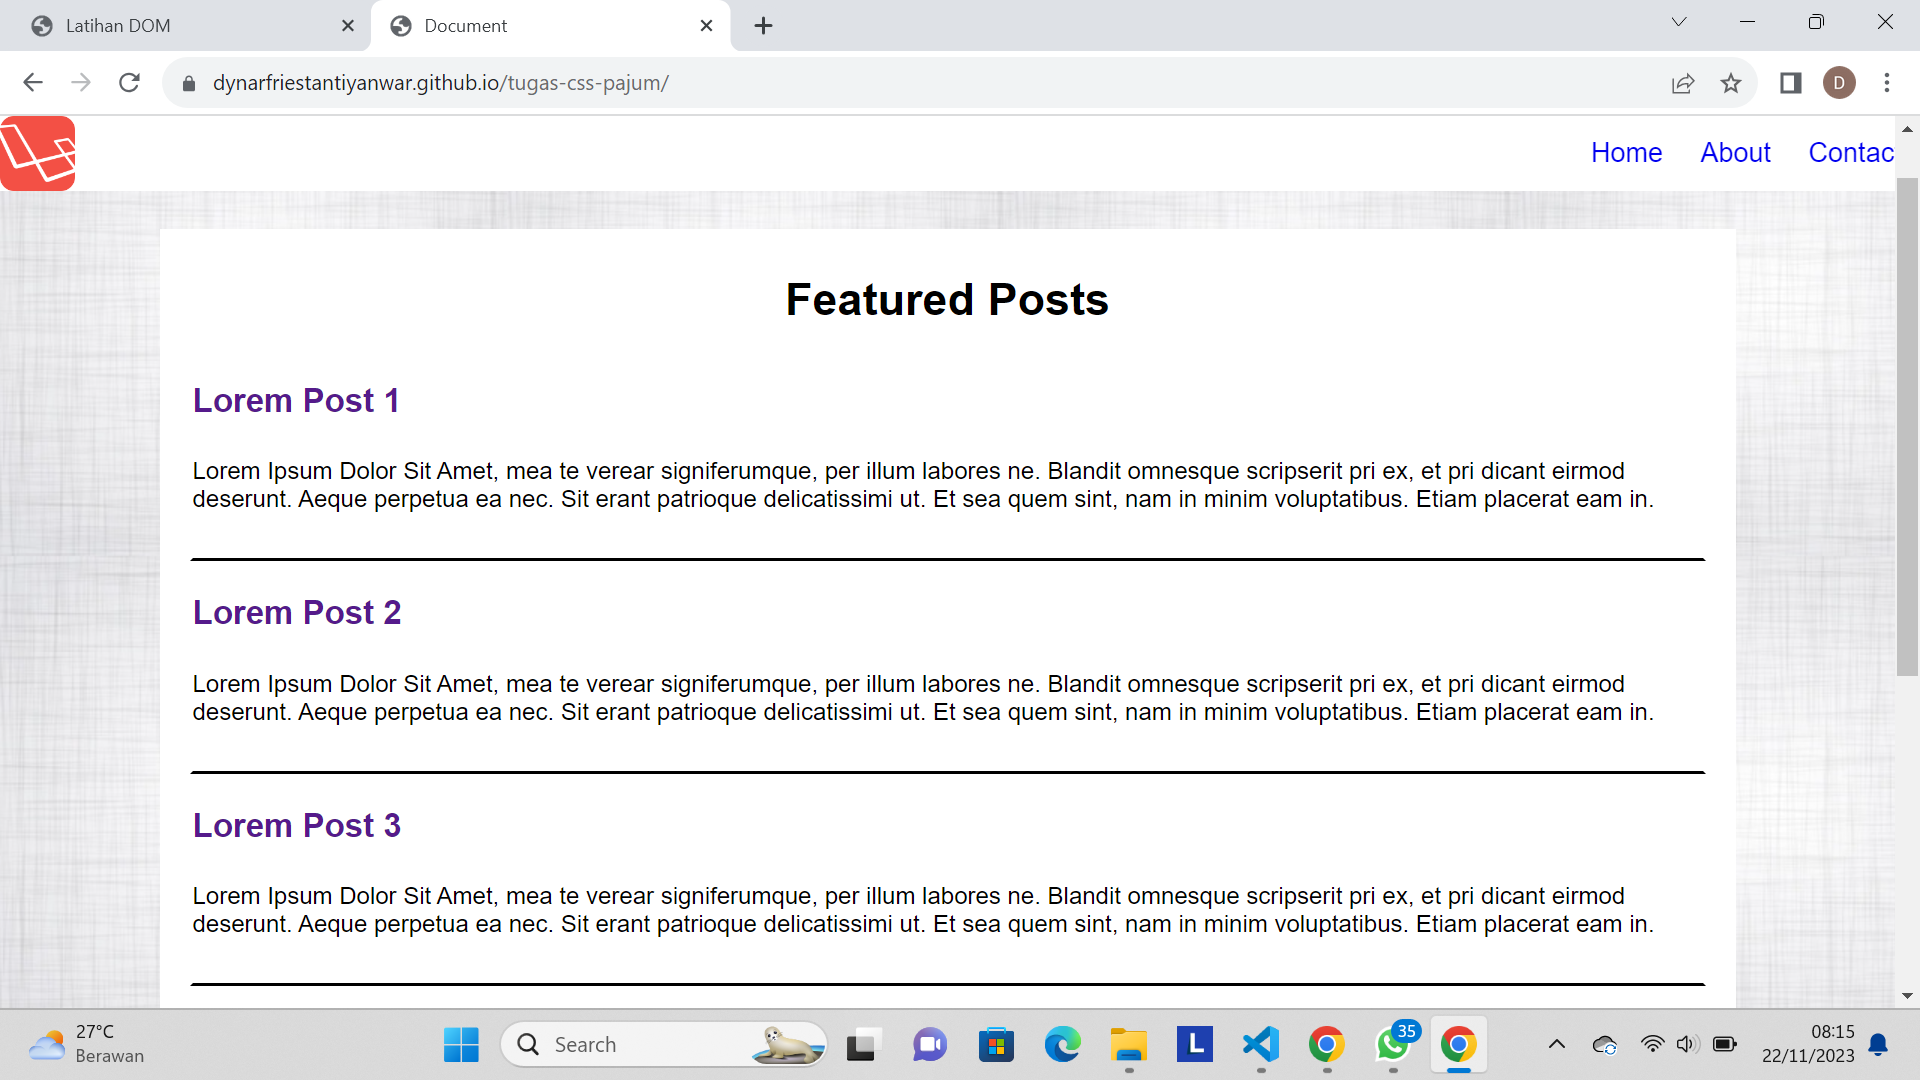 Latihan DOM
Document
dynarfriestantiyanwar.github.io/tugas-css-pajum/
D
Home
About
Contac
Featured Posts
Lorem Post 1
Lorem Ipsum Dolor Sit Amet, mea te verear signiferumque, per illum labores ne. Blandit omnesque scripserit pri ex, et pri dicant eirmod
deserunt. Aeque perpetua ea nec. Sit erant patrioque delicatissimi ut. Et sea quem sint, nam in minim voluptatibus. Etiam placerat eam in.
Lorem Post 2
Lorem Ipsum Dolor Sit Amet, mea te verear signiferumque, per illum labores ne. Blandit omnesque scripserit pri ex, et pri dicant eirmod
deserunt. Aeque perpetua ea nec. Sit erant patrioque delicatissimi ut. Et sea quem sint, nam in minim voluptatibus. Etiam placerat eam in.
Lorem Post 3
Lorem Ipsum Dolor Sit Amet, mea te verear signiferumque, per illum labores ne. Blandit omnesque scripserit pri ex, et pri dicant eirmod
deserunt. Aeque perpetua ea nec. Sit erant patrioque delicatissimi ut. Et sea quem sint, nam in minim voluptatibus. Etiam placerat eam in.
27°C
Berawan
Search
L
35
08:15
22/11/2023